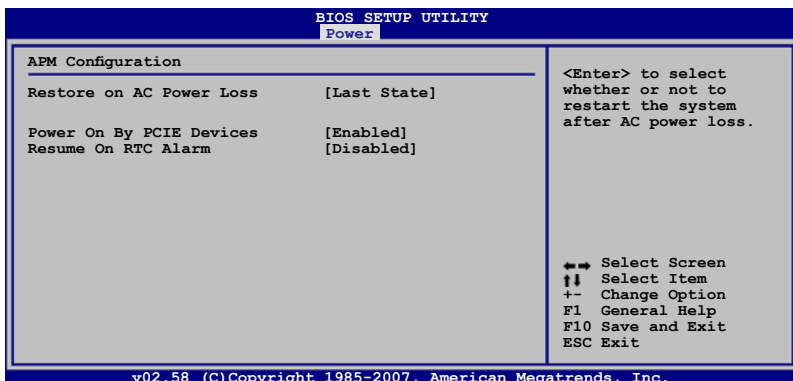 BIOS SETUP UTILITY
Power
APM Configuration
Restore on AC Power Loss [Last State]
Power On By PCIE Devices [Enabled]
Resume On RTC Alarm [Disabled]
<Enter> to select
whether or not to
restart the system
after AC power loss.
←→ Select Screen
↑↓ Select Item
+- Change Option
F1 General Help
F10 Save and Exit
ESC Exit
v02.58 (C)Copyright 1985-2007, American Megatrends, Inc.